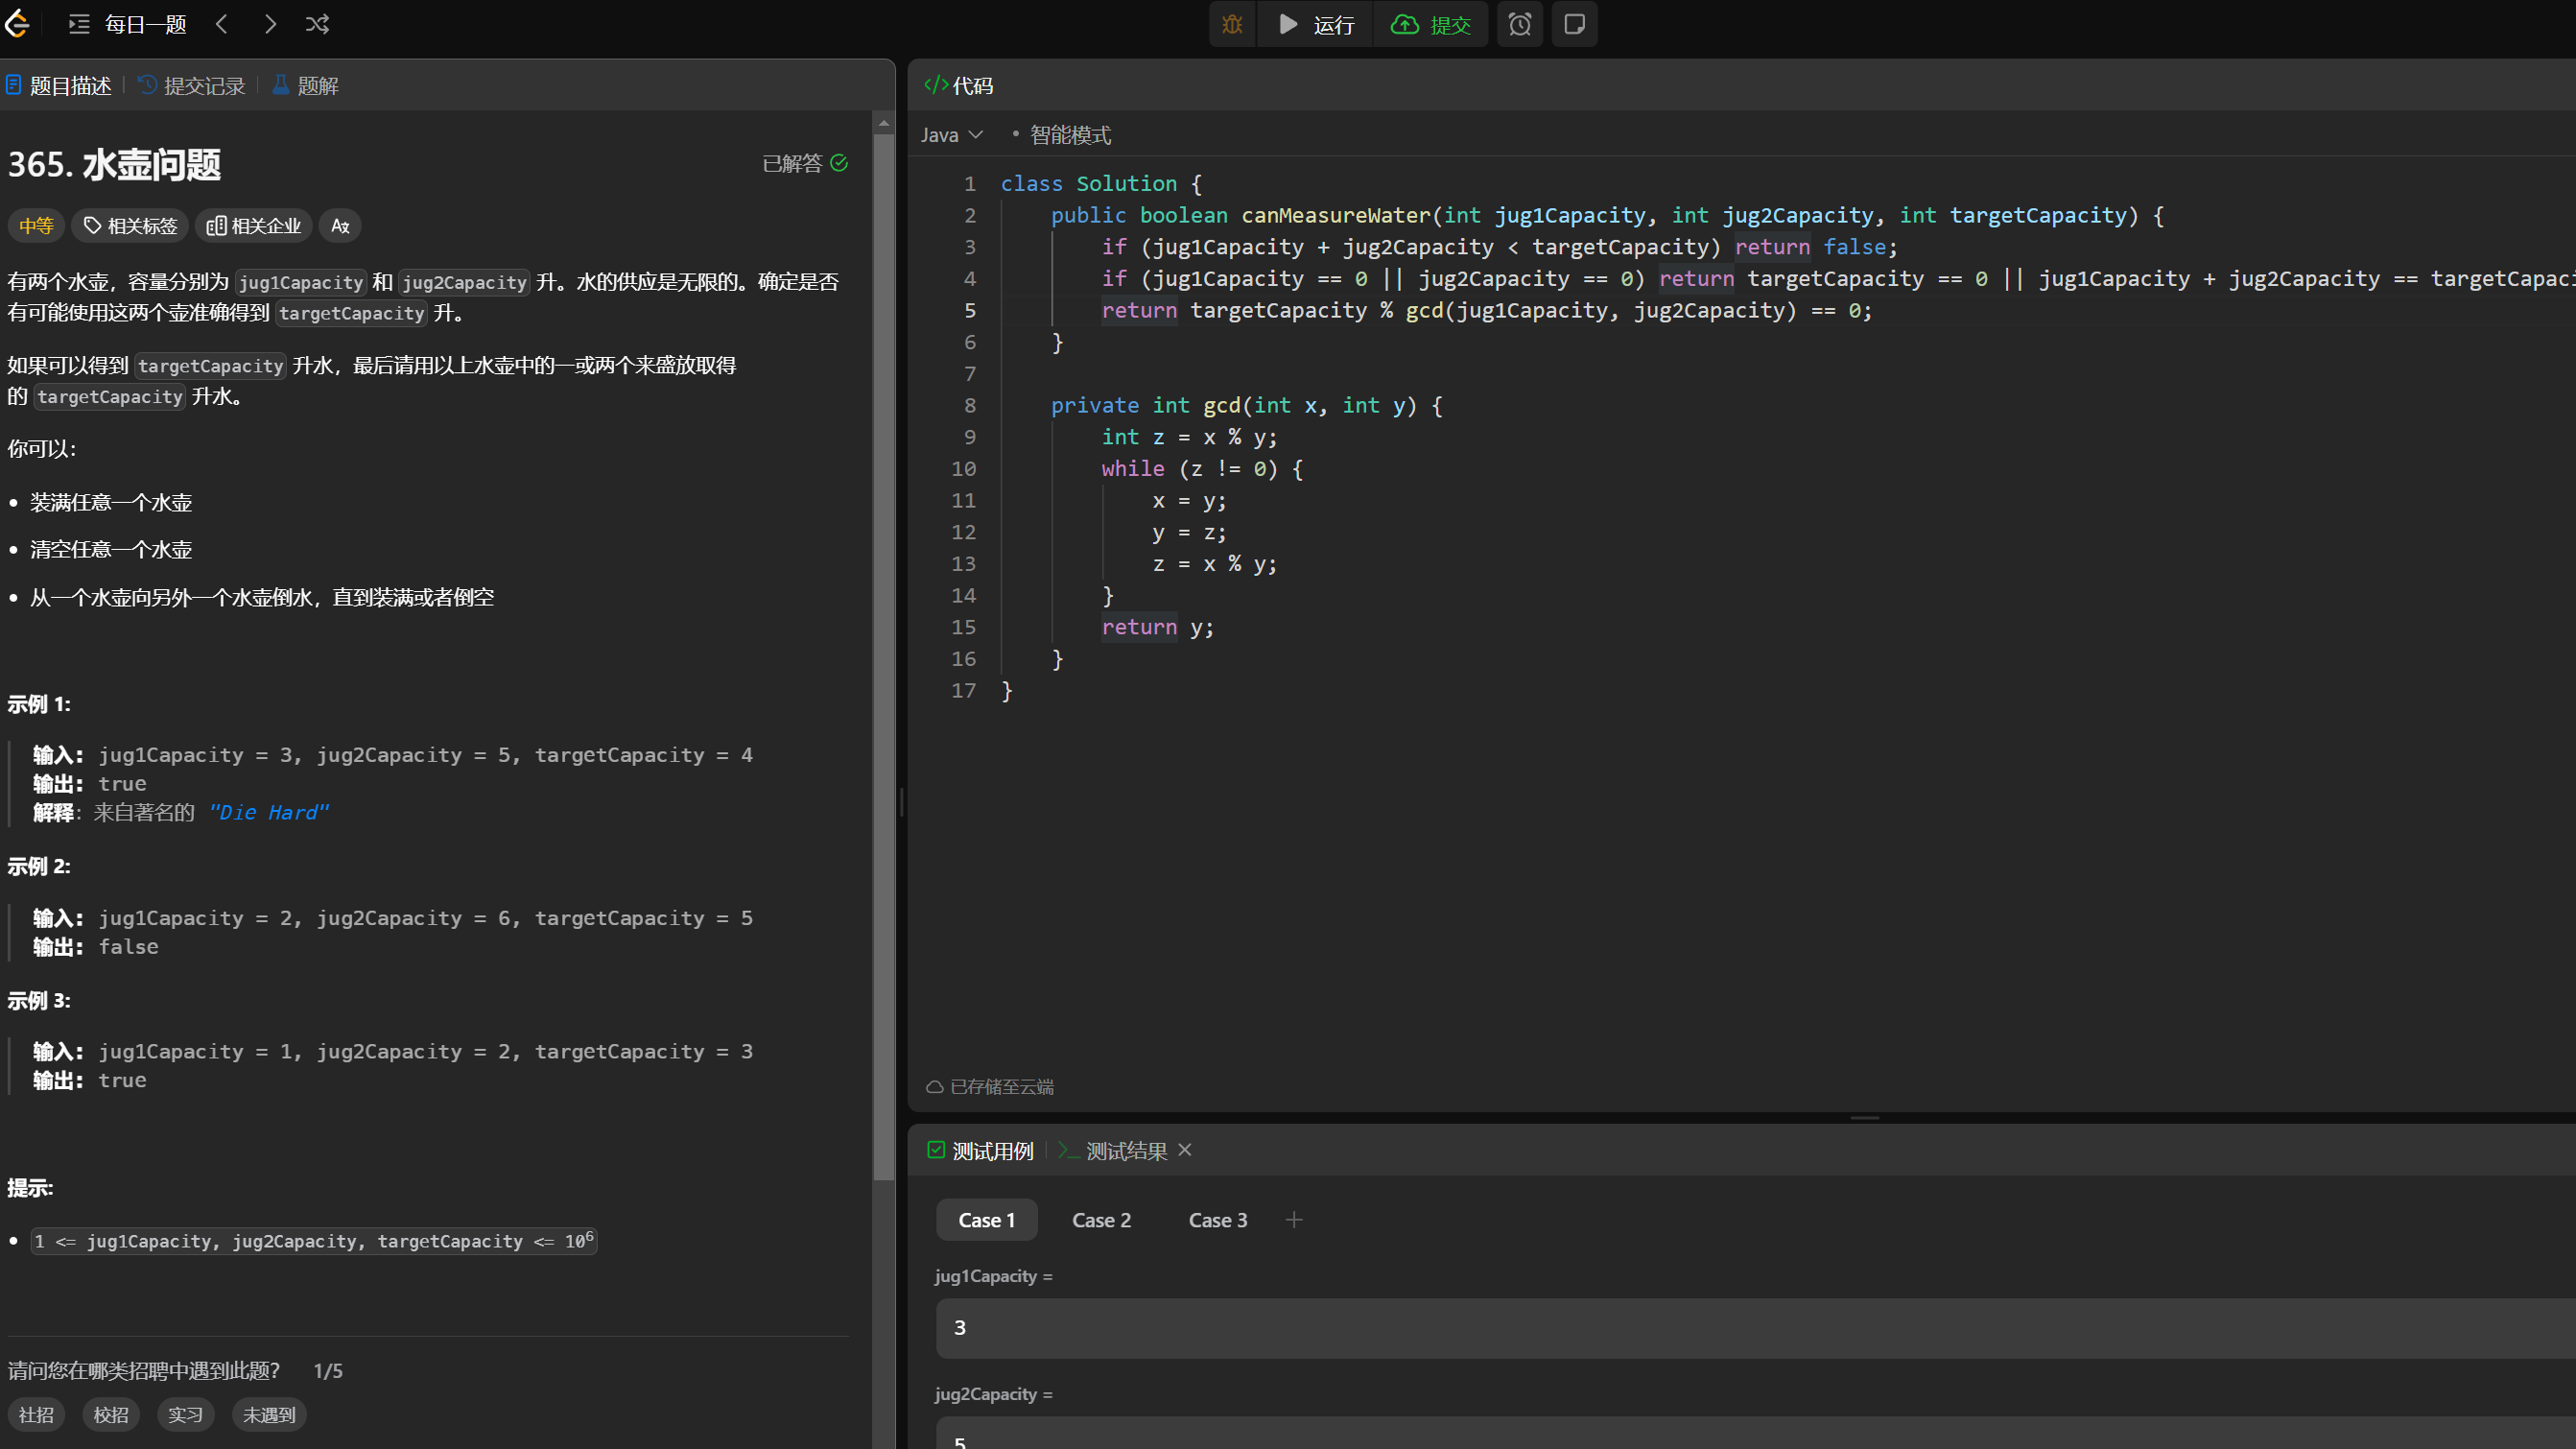 每日一题
运行
提交
题目描述
提交记录
题解
365. 水壶问题
已解答
中等
相关标签
相关企业
有两个水壶，容量分别为 jug1Capacity 和 jug2Capacity 升。水的供应是无限的。确定是否
有可能使用这两个壶准确得到 targetCapacity 升。
如果可以得到 targetCapacity 升水，最后请用以上水壶中的一或两个来盛放取得
的 targetCapacity 升水。
你可以：
• 装满任意一个水壶
• 清空任意一个水壶
• 从一个水壶向另外一个水壶倒水，直到装满或者倒空
示例 1:
输入: jug1Capacity = 3, jug2Capacity = 5, targetCapacity = 4
输出: true
解释: 来自著名的 "Die Hard"
示例 2:
输入: jug1Capacity = 2, jug2Capacity = 6, targetCapacity = 5
输出: false
示例 3:
输入: jug1Capacity = 1, jug2Capacity = 2, targetCapacity = 3
输出: true
提示:
• 1 <= jug1Capacity, jug2Capacity, targetCapacity <= 10⁶
请问您在哪类招聘中遇到此题？ 1/5
社招 校招 实习 未遇到
</> 代码
Java • 智能模式
1 class Solution {
2 public boolean canMeasureWater(int jug1Capacity, int jug2Capacity, int targetCapacity) {
3 if (jug1Capacity + jug2Capacity < targetCapacity) return false;
4 if (jug1Capacity == 0 || jug2Capacity == 0) return targetCapacity == 0 || jug1Capacity + jug2Capacity == targetCapaci
5 return targetCapacity % gcd(jug1Capacity, jug2Capacity) == 0;
6 }
7
8 private int gcd(int x, int y) {
9 int z = x % y;
10 while (z != 0) {
11 x = y;
12 y = z;
13 z = x % y;
14 }
15 return y;
16 }
17 }
已存储至云端
测试用例
测试结果
Case 1 Case 2 Case 3 +
jug1Capacity =
3
jug2Capacity =
5